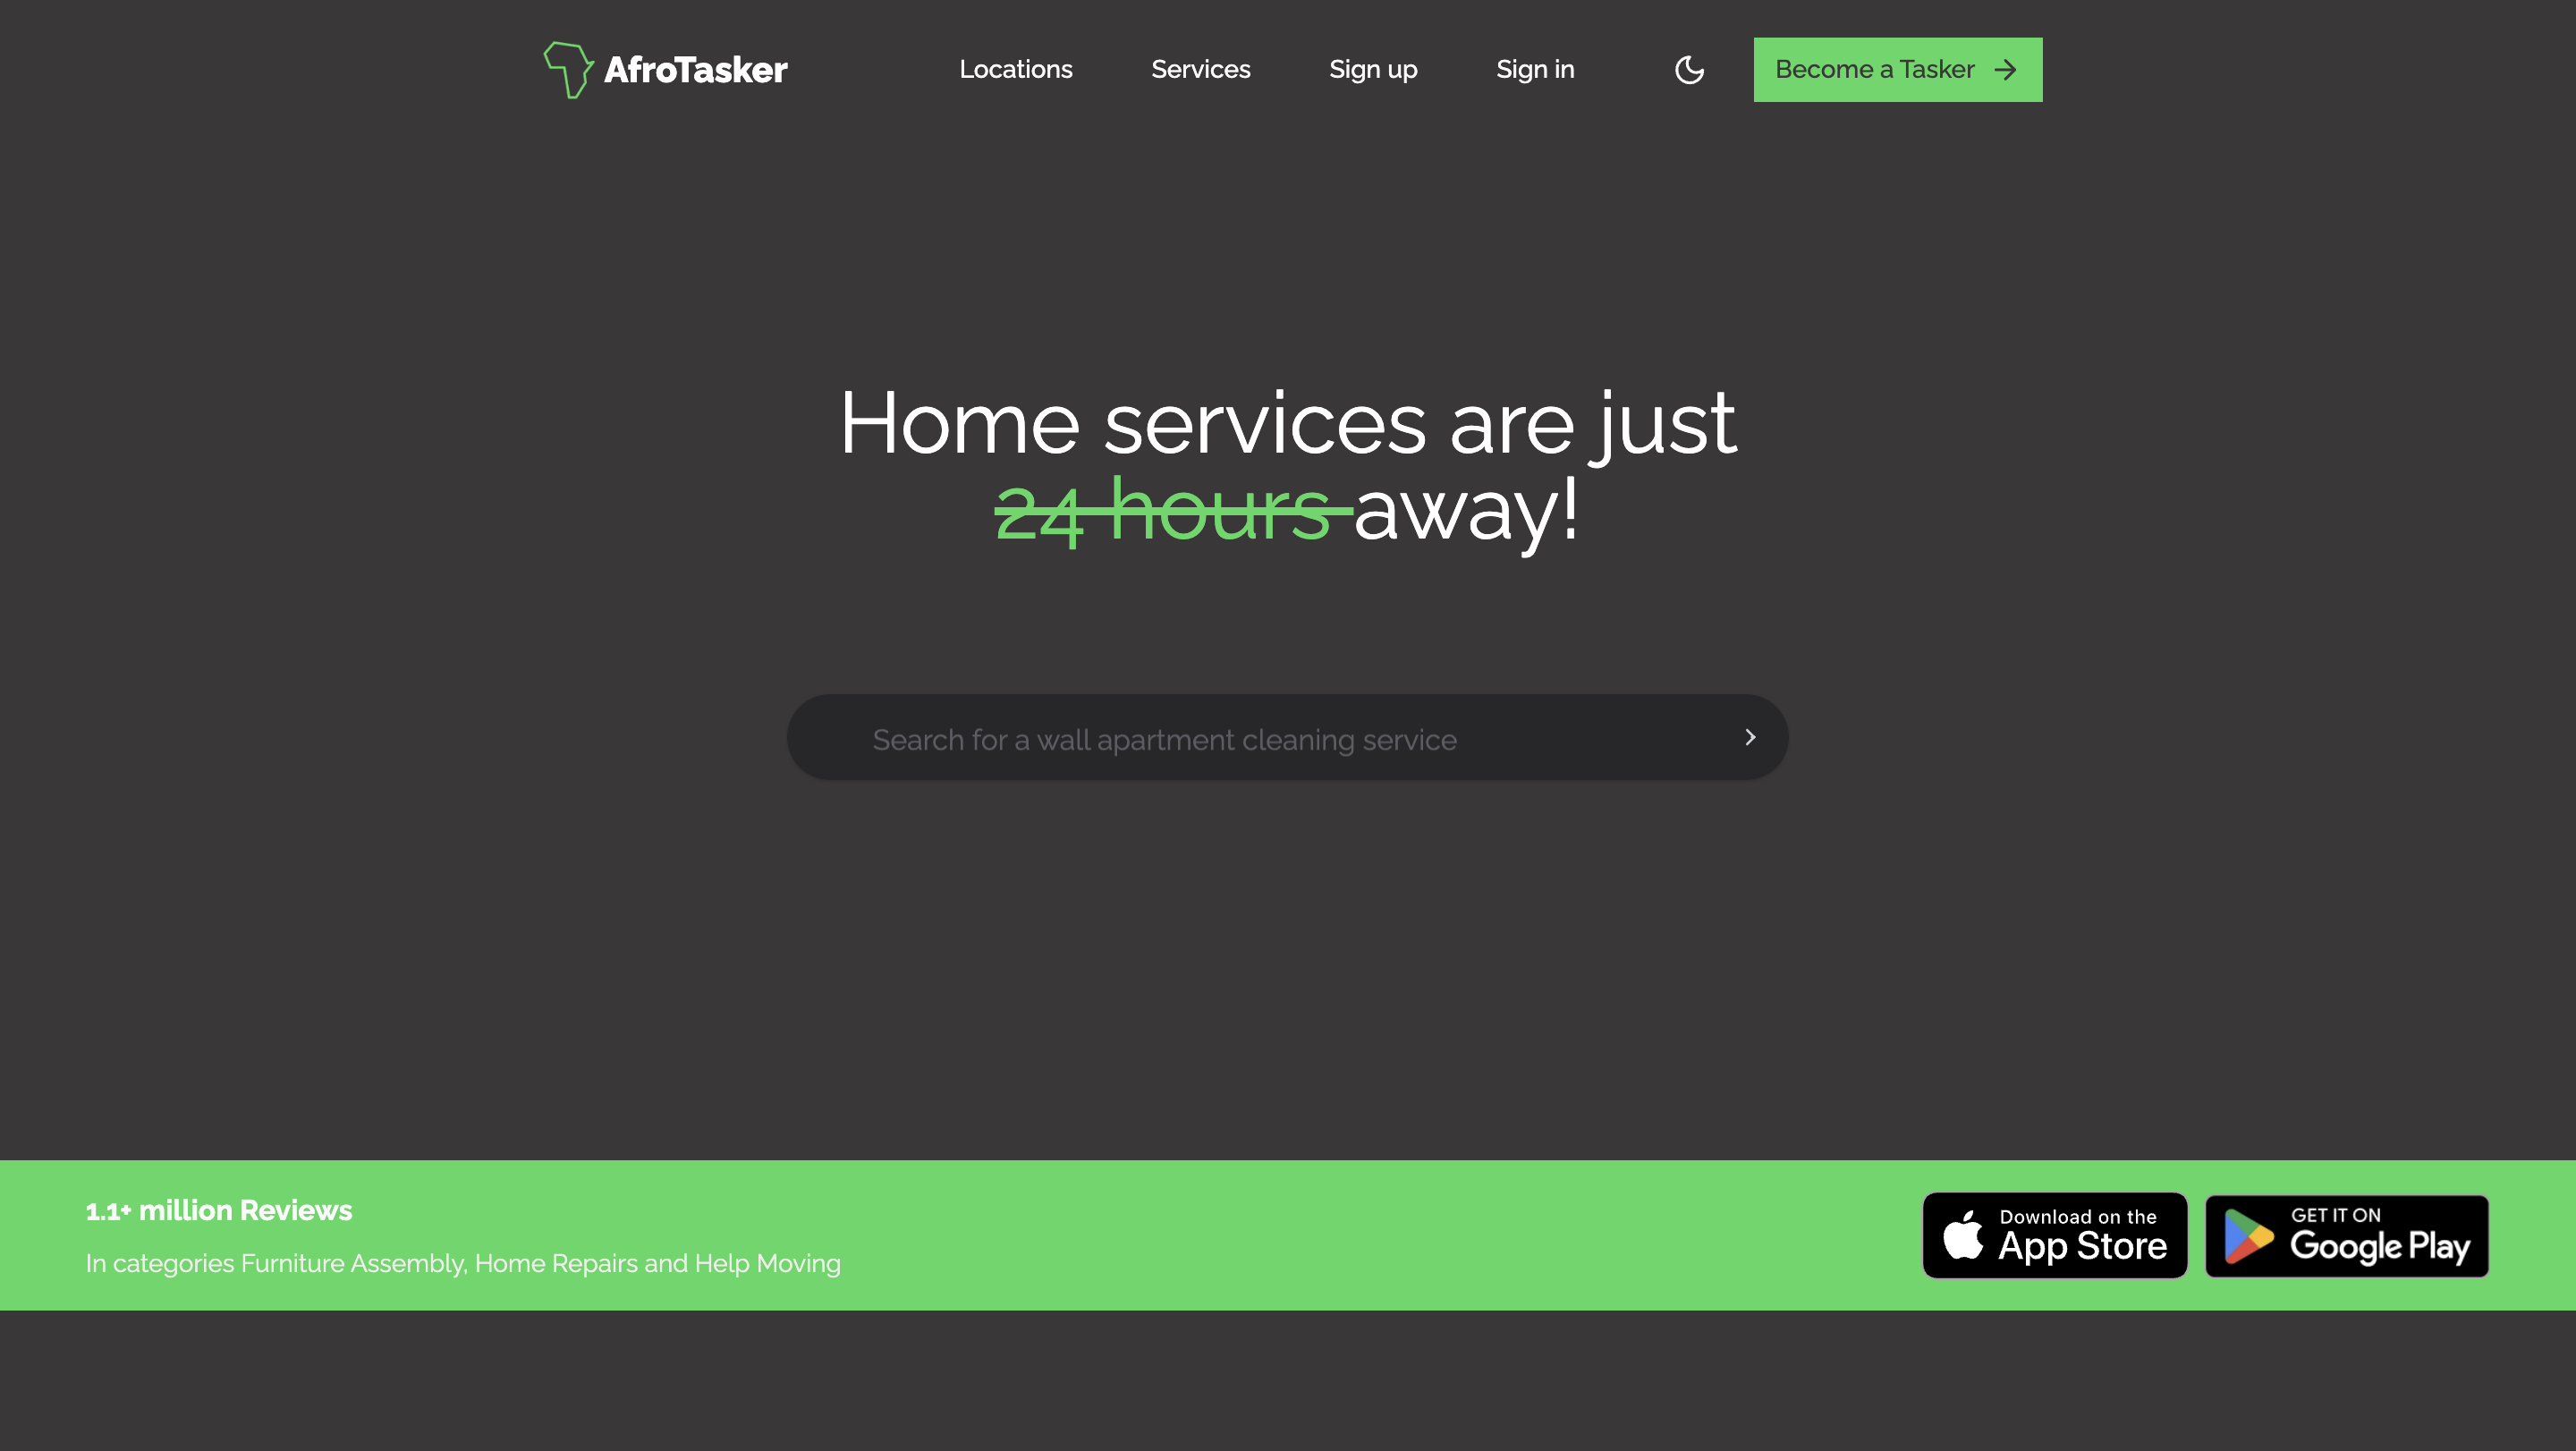 AfroTasker
Locations
Services
Sign up
Sign in
Become a Tasker
Home services are just
24 hours away!
Search for a wall apartment cleaning service
1.1+ million Reviews
In categories Furniture Assembly, Home Repairs and Help Moving
Download on the
App Store
GET IT ON
Google Play